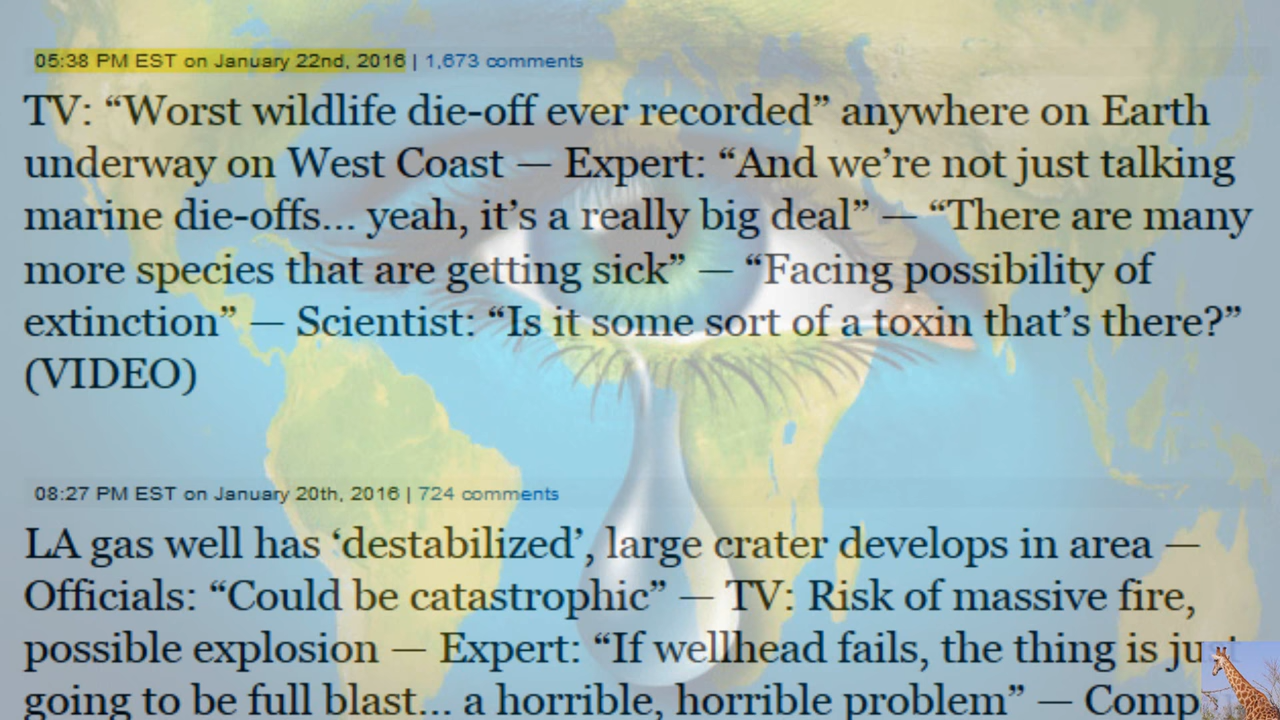 05:38 PM EST on January 22nd, 2016 | 1,673 comments
TV: “Worst wildlife die-off ever recorded” anywhere on Earth
underway on West Coast — Expert: “And we’re not just talking
marine die-offs... yeah, it’s a really big deal” — “There are many
more species that are getting sick” — “Facing possibility of
extinction” — Scientist: “Is it some sort of a toxin that’s there?”
(VIDEO)
08:27 PM EST on January 20th, 2016 | 724 comments
LA gas well has ‘destabilized’, large crater develops in area —
Officials: “Could be catastrophic” — TV: Risk of massive fire,
possible explosion — Expert: “If wellhead fails, the thing is just
going to be full blast... a horrible, horrible problem” — Comp